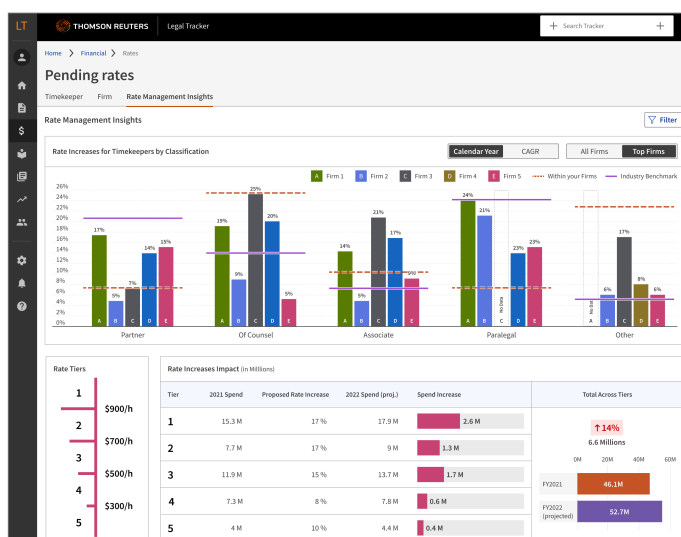 LT
THOMSON REUTERS Legal Tracker
Search Tracker
Home Financial Rates
Pending rates
Timekeeper Firm Rate Management Insights
Rate Management Insights Filter
Rate Increases for Timekeepers by Classification Calendar Year CAGR All Firms Top Firms
A Firm 1 B Firm 2 C Firm 3 D Firm 4 E Firm 5 Within your Firms Industry Benchmark
26%
24%
22%
20%
18%
16%
14%
12%
10%
8%
6%
4%
2%
0%
17% 5% 7% 14% 15%
19% 9% 25% 20% 5%
14% 5% 21% 17% 9%
24% 21% No Data 23% 23%
No Data 6% 17% 8% 6%
A B C D E A B C D E A B C D E A B C D E A B C D E
Partner Of Counsel Associate Paralegal Other
Rate Tiers
1
$900/h
2
$700/h
3
$500/h
4
$300/h
5
Rate Increases Impact (in Millions)
Tier 2021 Spend Proposed Rate Increase 2022 Spend (proj.) Spend Increase
1 15.3 M 17 % 17.9 M 2.6 M
2 7.7 M 17 % 9 M 1.3 M
3 11.9 M 15 % 13.7 M 1.7 M
4 7.3 M 8 % 7.8 M 0.6 M
5 4 M 10 % 4.4 M 0.4 M
Total Across Tiers
↑14%
6.6 Millions
0M 20M 40M 60M
FY2021 46.1M
FY2022
(projected) 52.7M